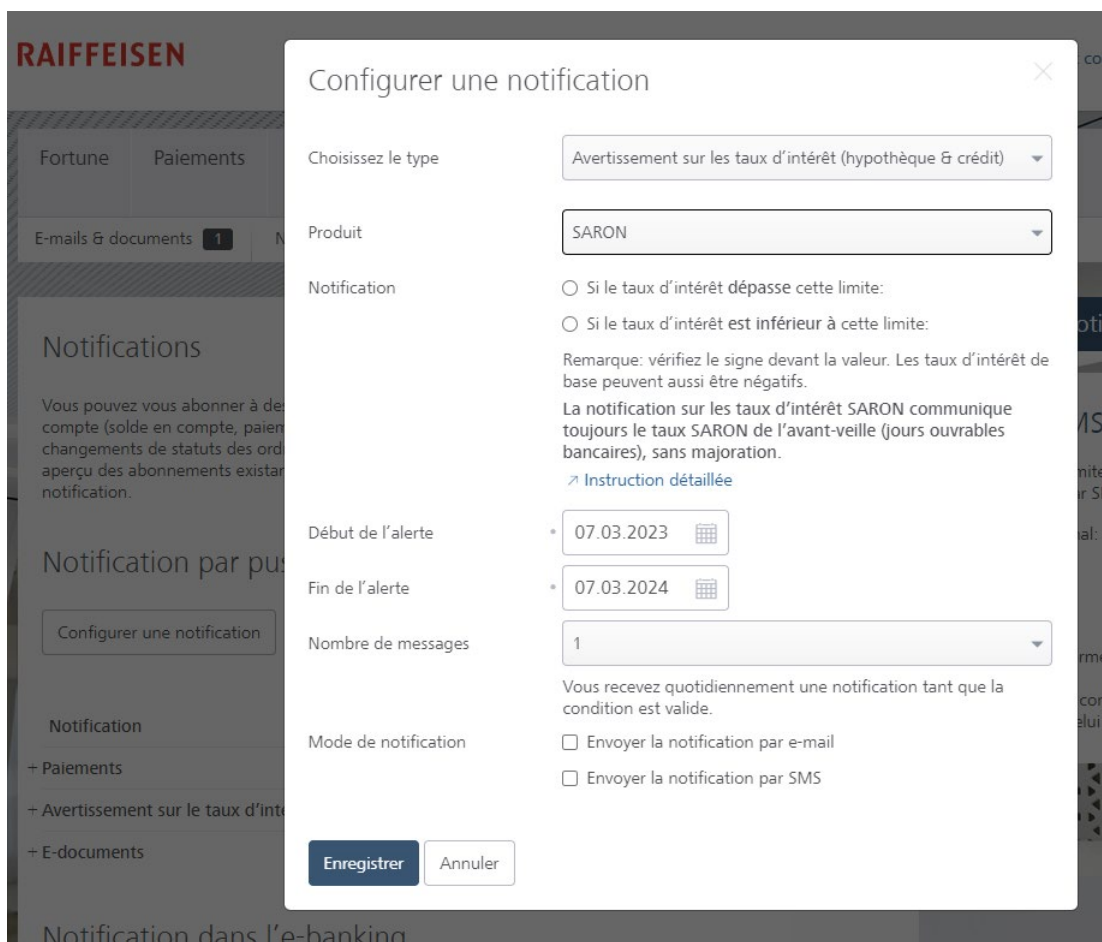 RAIFFEISEN
Fortune
Paiements
E-mails & documents 1
Notifications
Vous pouvez vous abonner à
compte (solde en compte,
changements de statuts des
aperçu des abonnements
notification.
Notification par
Configurer une notification
Notification
+ Paiements
+ Avertissement sur le taux
+ E-documents
Notification dans l'e-banking
Configurer une notification
Choisissez le type
Avertissement sur les taux d'intérêt (hypothèque & crédit)
Produit
SARON
Notification
Si le taux d'intérêt dépasse cette limite:
Si le taux d'intérêt est inférieur à cette limite:
Remarque: vérifiez le signe devant la valeur. Les taux d'intérêt de
base peuvent aussi être négatifs.
La notification sur les taux d'intérêt SARON communique
toujours le taux SARON de l'avant-veille (jours ouvrables
bancaires), sans majoration.
Instruction détaillée
Début de l'alerte
07.03.2023
Fin de l'alerte
07.03.2024
Nombre de messages
1
Vous recevez quotidiennement une notification tant que la
condition est valide.
Mode de notification
Envoyer la notification par e-mail
Envoyer la notification par SMS
Enregistrer
Annuler